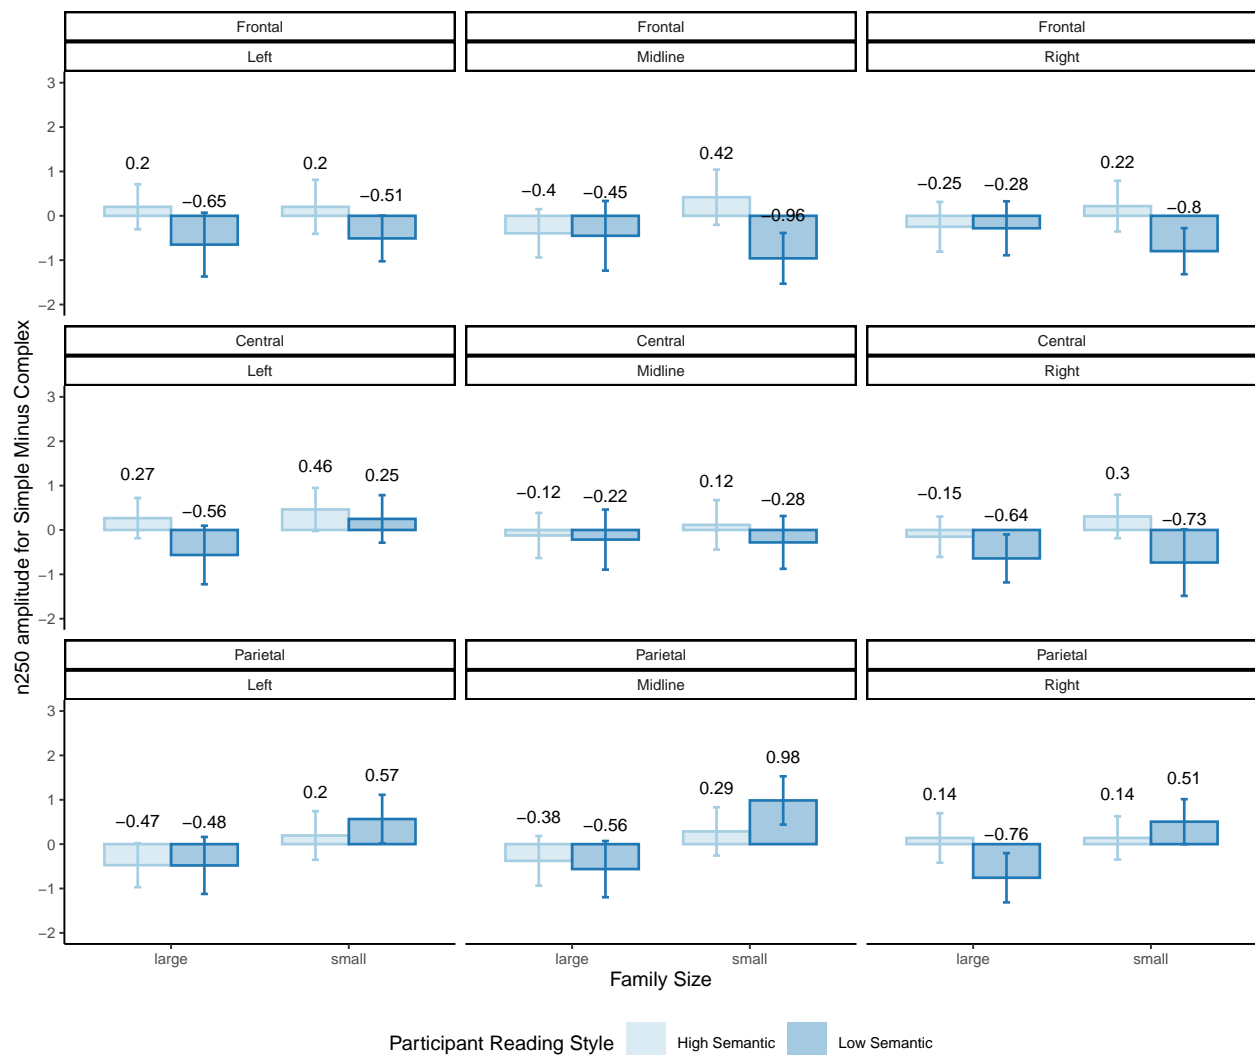 Frontal Frontal Frontal
Left Midline Right
3
2
1
0
−1
−2
0.2 −0.65 0.2 −0.51
−0.4 −0.45 0.42 −0.96
−0.25 −0.28 0.22 −0.8
Central Central Central
Left Midline Right
3
2
1
0
−1
−2
0.27 −0.56 0.46 0.25
−0.12 −0.22 0.12 −0.28
−0.15 −0.64 0.3 −0.73
Parietal Parietal Parietal
Left Midline Right
3
2
1
0
−1
−2
−0.47 −0.48 0.2 0.57
−0.38 −0.56 0.29 0.98
0.14 −0.76 0.14 0.51
n250 amplitude for Simple Minus Complex
large small large small large small
Family Size
Participant Reading Style High Semantic Low Semantic